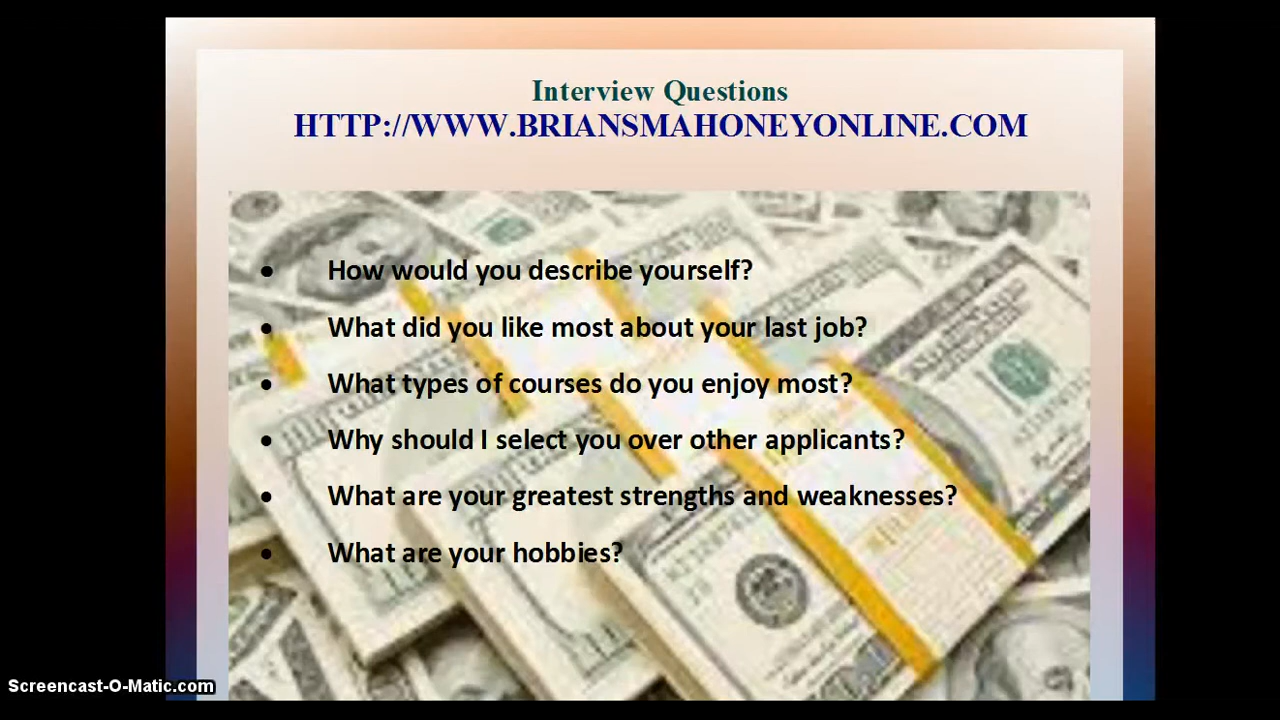 Interview Questions
HTTP://WWW.BRIANSMAHONEYONLINE.COM
• How would you describe yourself?
• What did you like most about your last job?
• What types of courses do you enjoy most?
• Why should I select you over other applicants?
• What are your greatest strengths and weaknesses?
• What are your hobbies?
Screencast-O-Matic.com